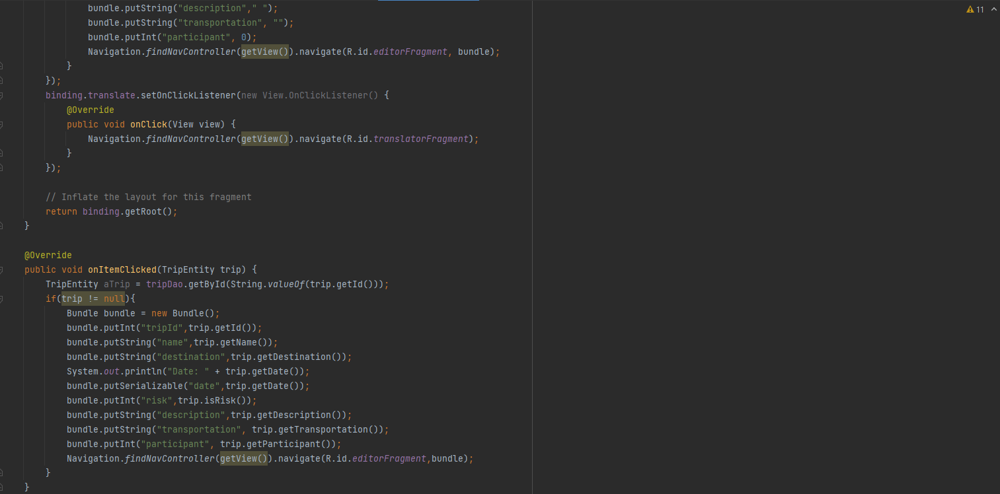 bundle.putString("description"," ");
bundle.putString("transportation", "");
bundle.putInt("participant", 0);
Navigation.findNavController(getView()).navigate(R.id.editorFragment, bundle);
}
});
binding.translate.setOnClickListener(new View.OnClickListener() {
@Override
public void onClick(View view) {
Navigation.findNavController(getView()).navigate(R.id.translatorFragment);
}
});
// Inflate the layout for this fragment
return binding.getRoot();
}
@Override
public void onItemClicked(TripEntity trip) {
TripEntity aTrip = tripDao.getById(String.valueOf(trip.getId()));
if(trip != null){
Bundle bundle = new Bundle();
bundle.putInt("tripId",trip.getId());
bundle.putString("name",trip.getName());
bundle.putString("destination",trip.getDestination());
System.out.println("Date: " + trip.getDate());
bundle.putSerializable("date",trip.getDate());
bundle.putInt("risk",trip.isRisk());
bundle.putString("description",trip.getDescription());
bundle.putString("transportation", trip.getTransportation());
bundle.putInt("participant", trip.getParticipant());
Navigation.findNavController(getView()).navigate(R.id.editorFragment,bundle);
}
}
11